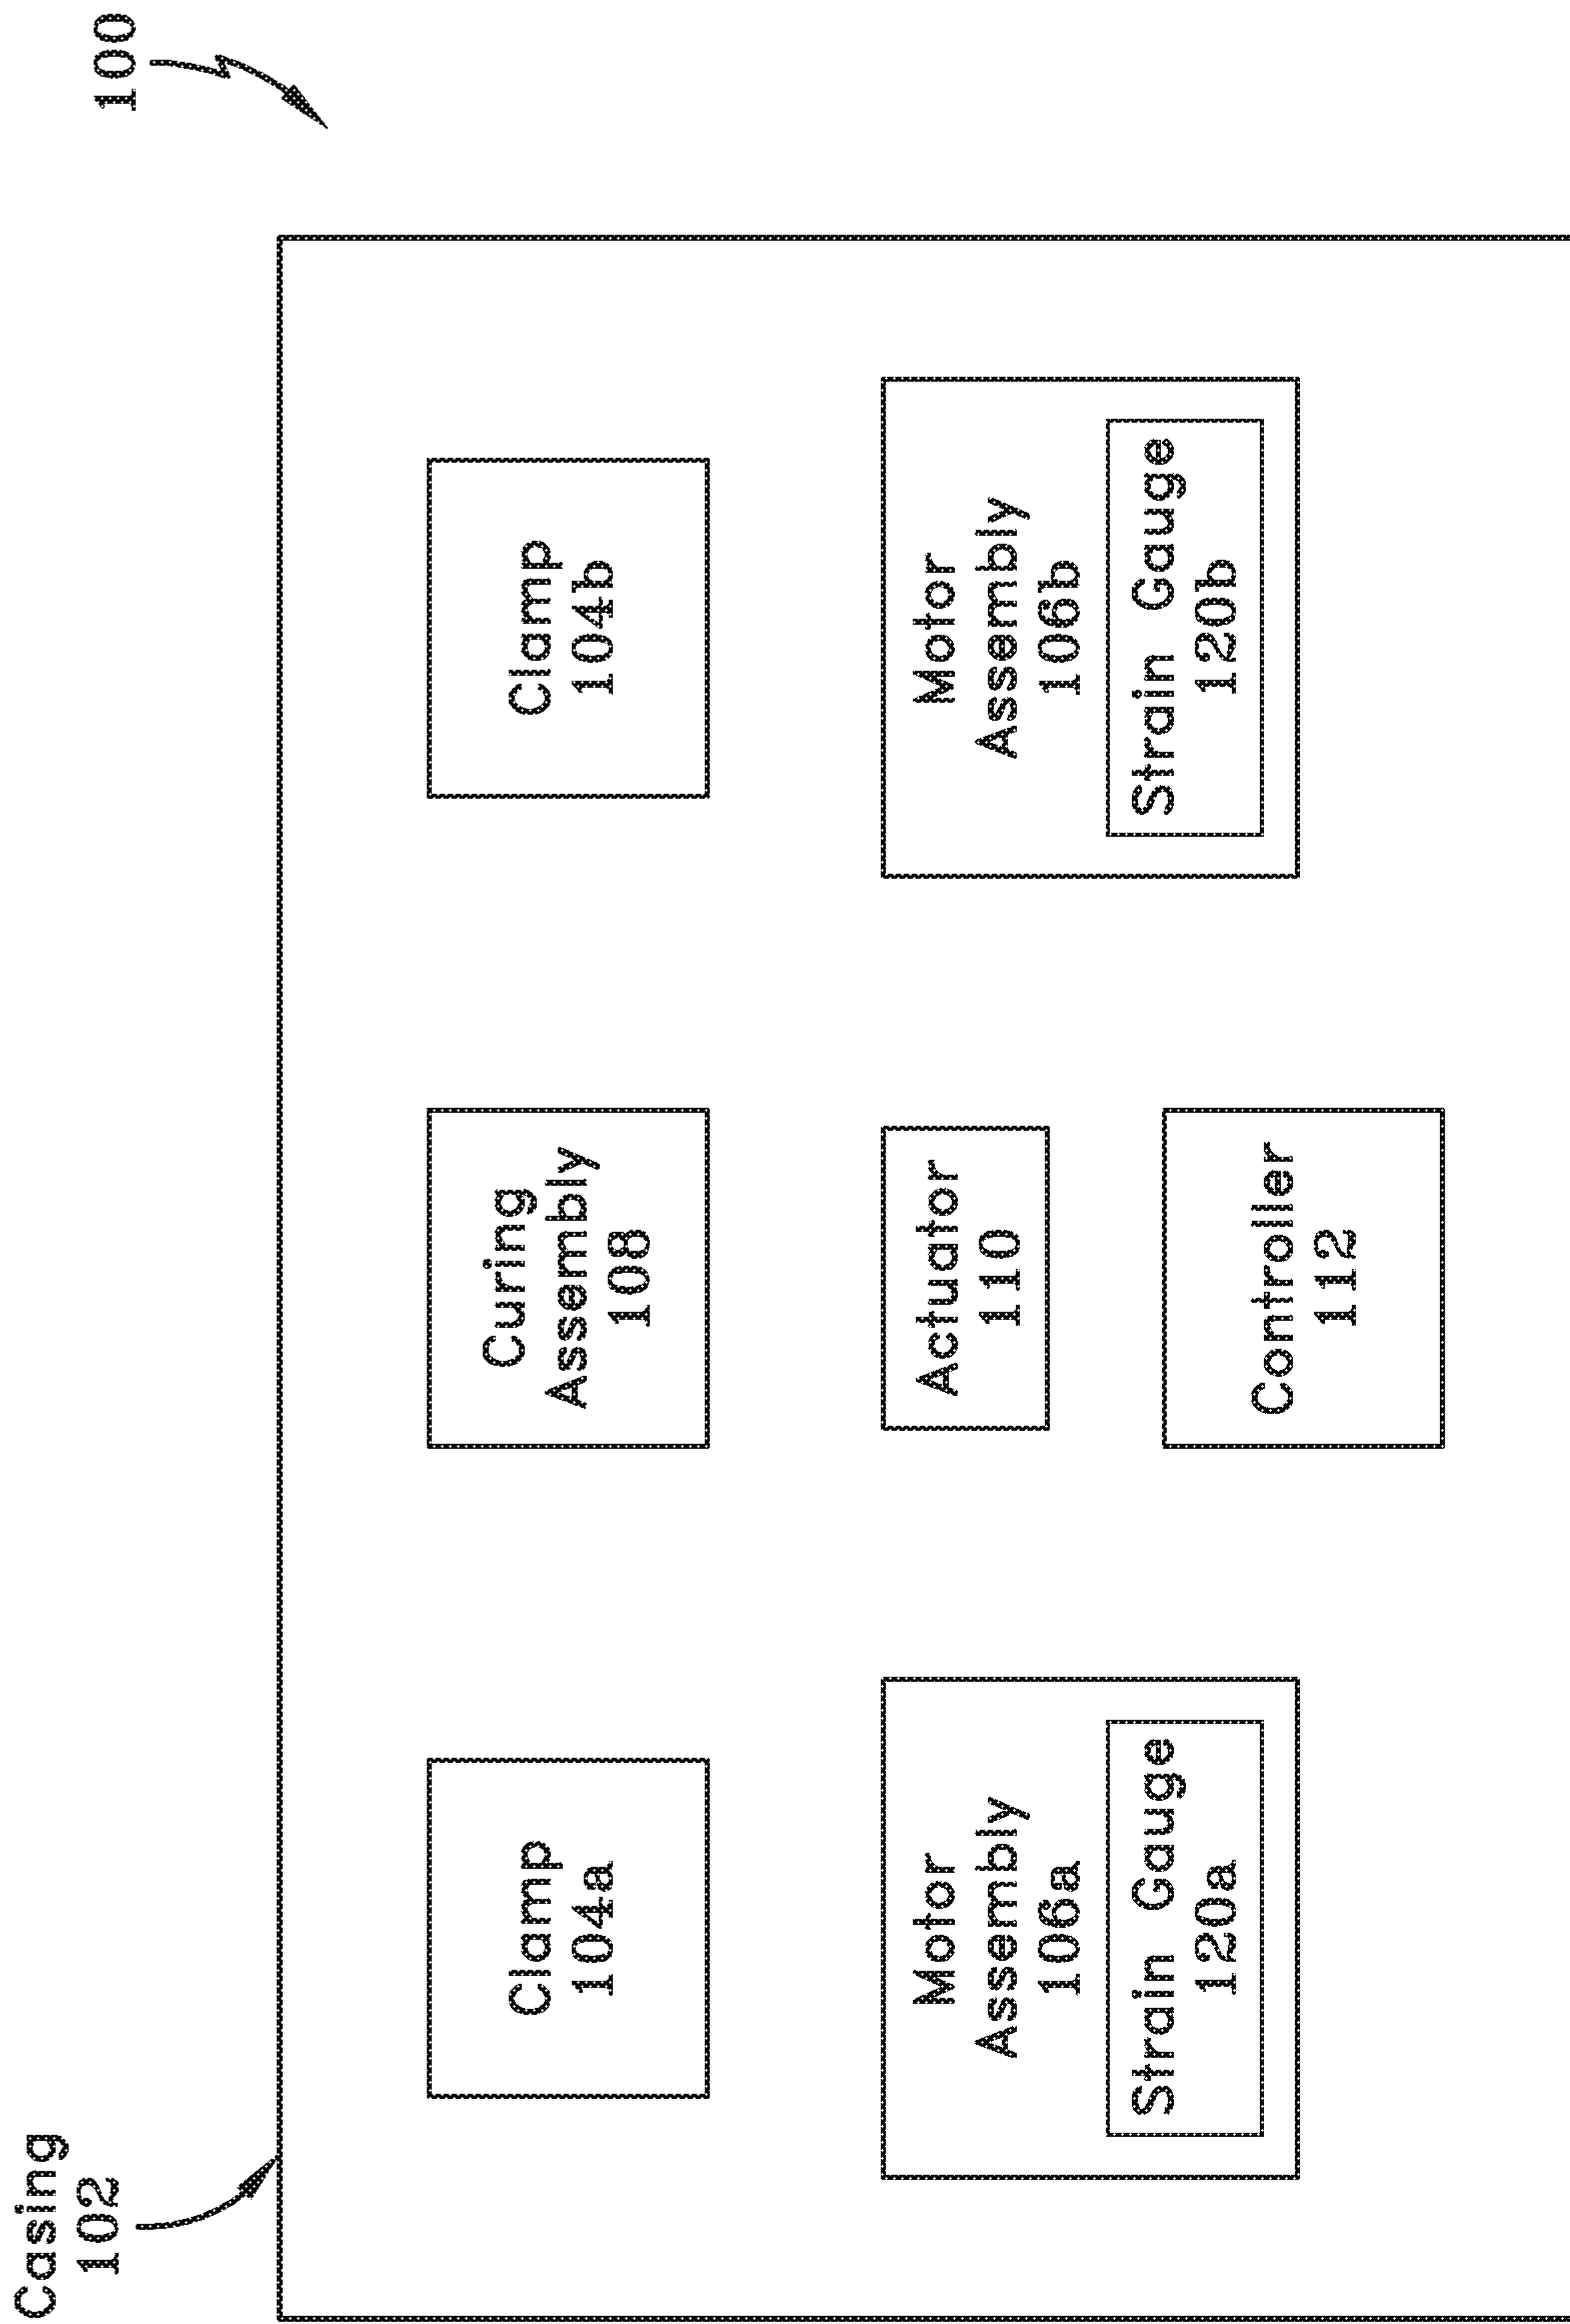 100
Casing
102
Clamp
104a
Curing
Assembly
108
Clamp
104b
Motor
Assembly
106a
Strain Gauge
120a
Actuator
110
Controller
112
Motor
Assembly
106b
Strain Gauge
120b